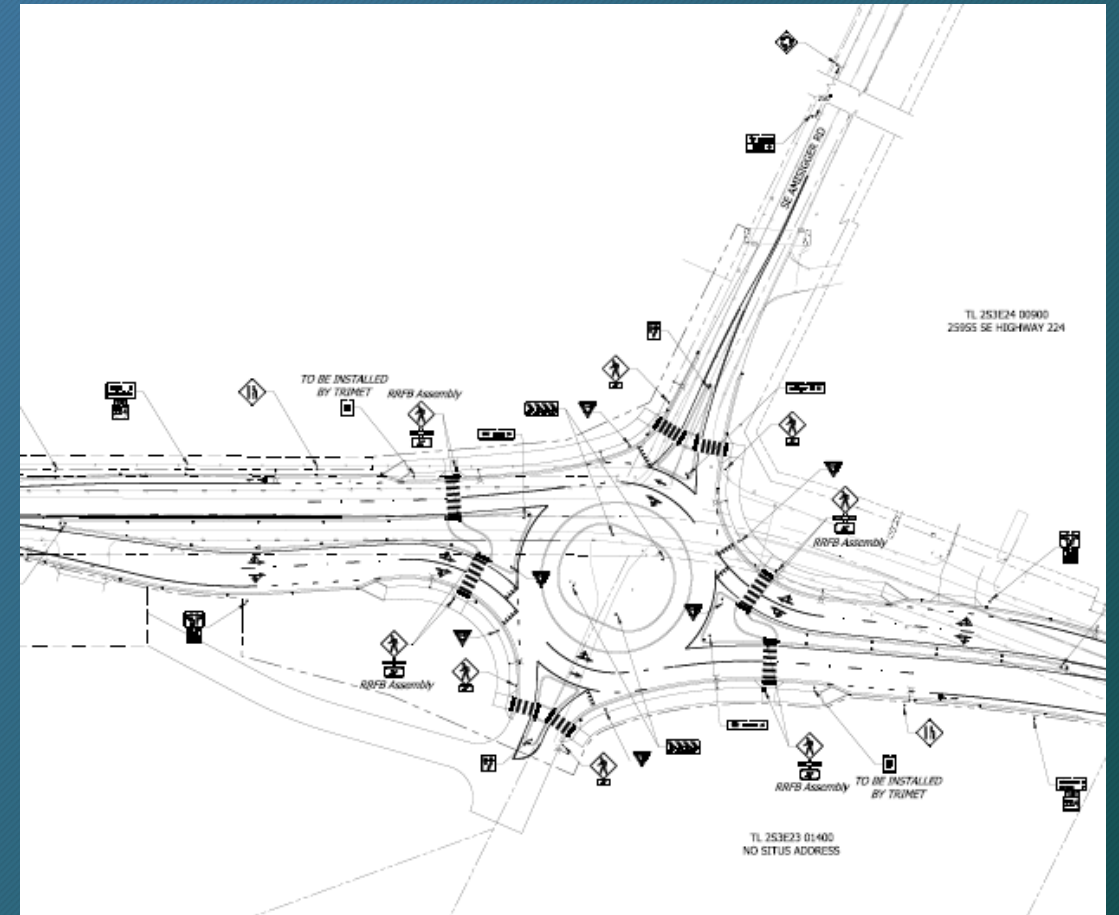 SE AMISIGGER RD
TL 2S3E24 00900
25955 SE HIGHWAY 224
TO BE INSTALLED
BY TRIMET
RRFB Assembly
RRFB Assembly
RRFB Assembly
RRFB Assembly
TO BE INSTALLED
BY TRIMET
TL 2S3E23 01400
NO SITUS ADDRESS